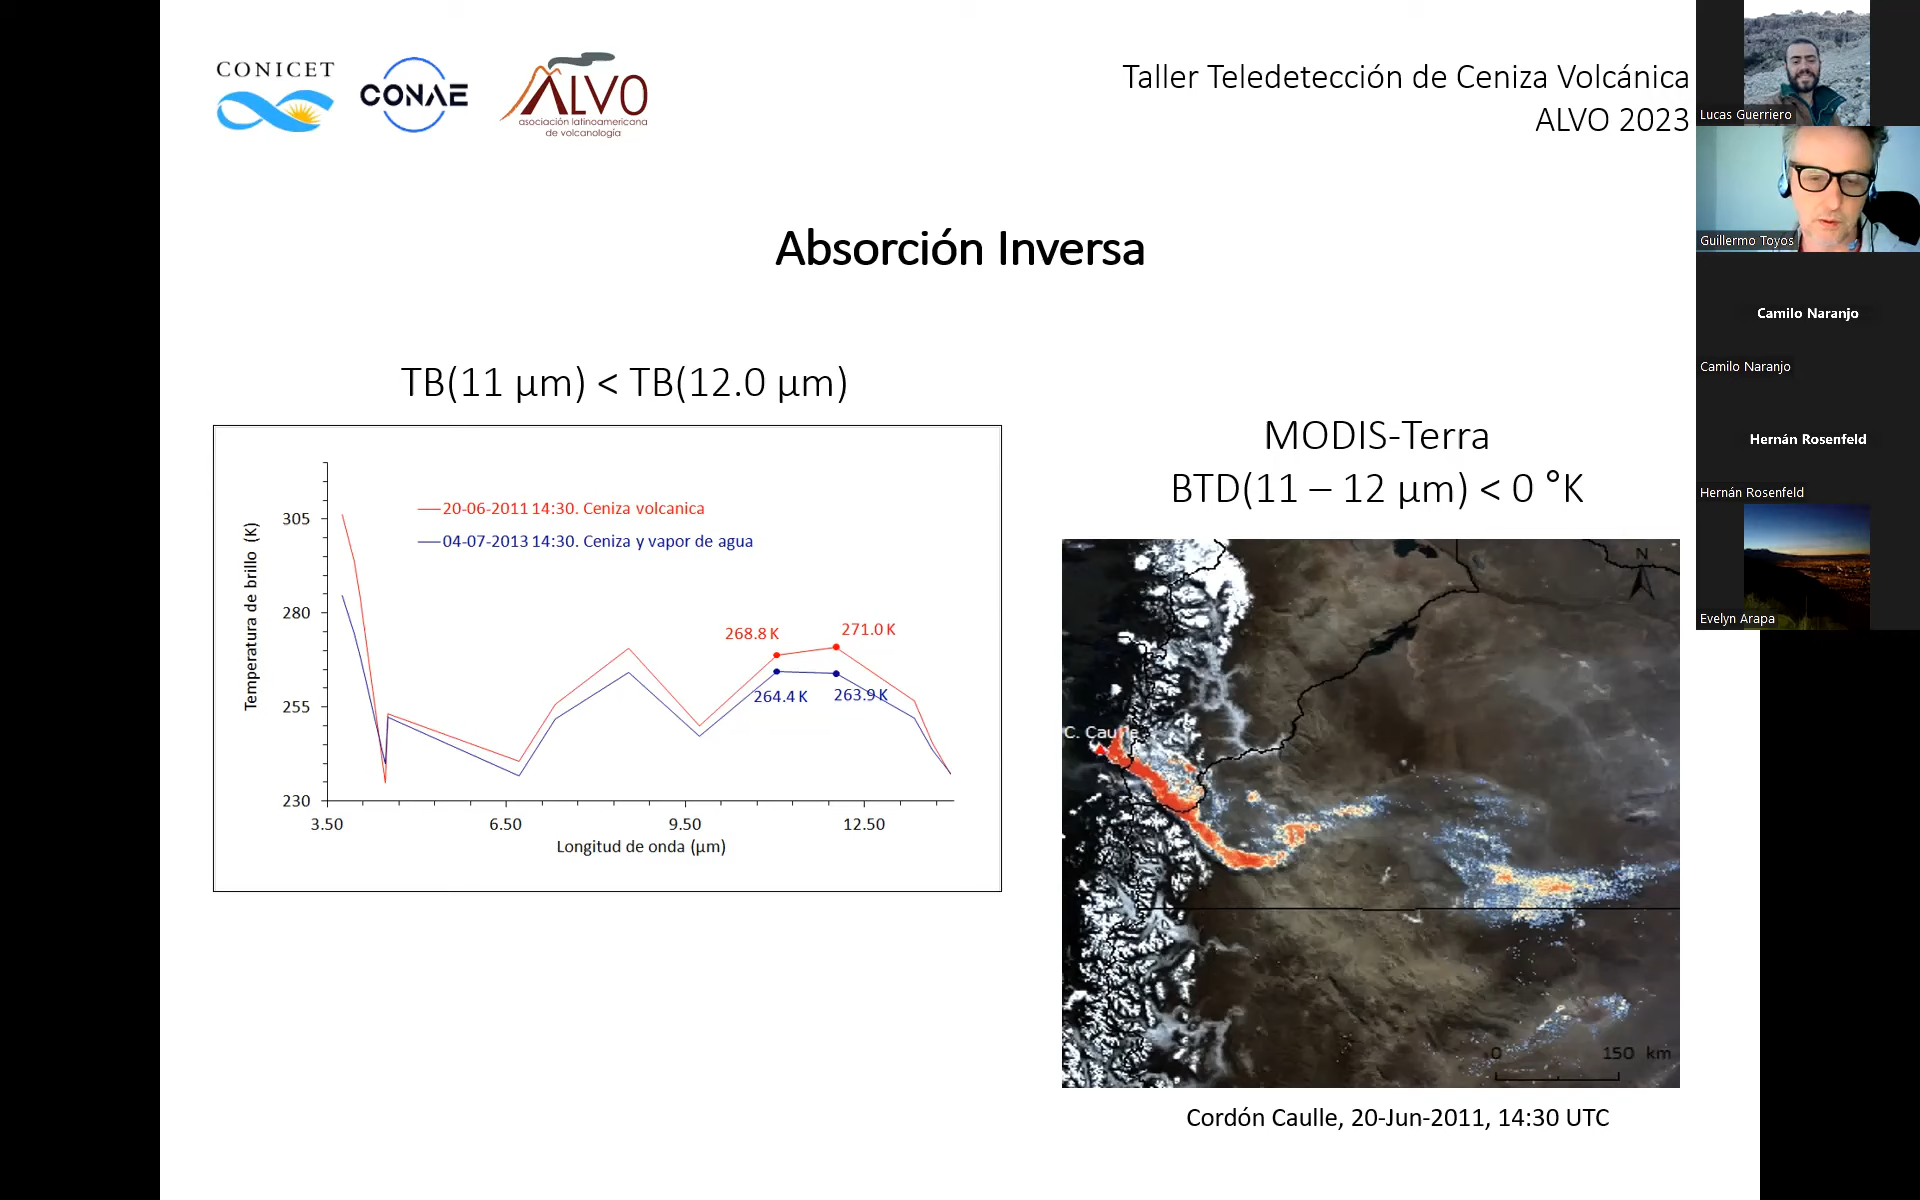 CONICET
CONAE
ALVO
asociación latinoamericana
de volcanología
Taller Teledetección de Ceniza Volcánica
ALVO 2023
Absorción Inversa
TB(11 µm) < TB(12.0 µm)
Temperatura de brillo (K)
305
280
255
230
20-06-2011 14:30. Ceniza volcanica
04-07-2013 14:30. Ceniza y vapor de agua
268.8 K
271.0 K
264.4 K
263.9 K
3.50
6.50
9.50
12.50
Longitud de onda (µm)
MODIS-Terra
BTD(11 – 12 µm) < 0 °K
N
C. Caulle
0
150 km
Cordón Caulle, 20-Jun-2011, 14:30 UTC
Lucas Guerriero
Guillermo Toyos
Camilo Naranjo
Camilo Naranjo
Hernán Rosenfeld
Hernán Rosenfeld
Evelyn Arapa